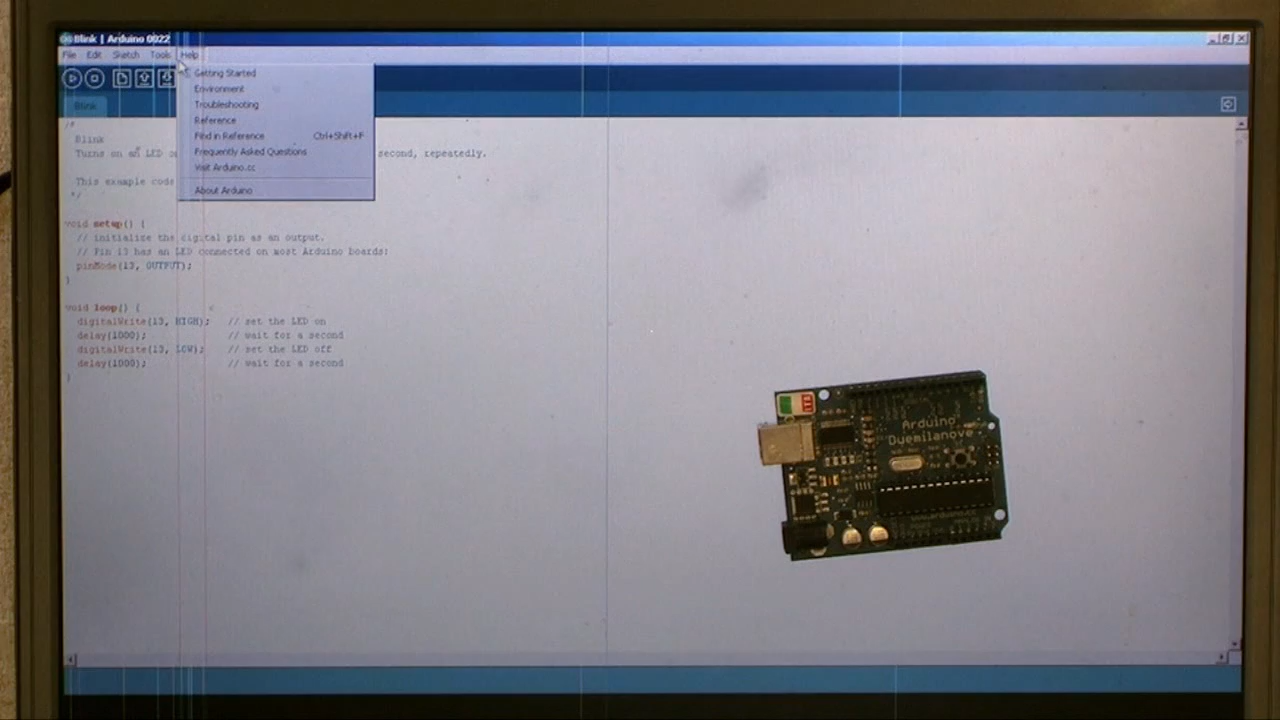 Blink | Arduino 0022
File Edit Sketch Tools Help
Getting Started
Environment
Troubleshooting
Reference
Find in Reference Ctrl+Shift+F
Frequently Asked Questions
Visit Arduino.cc
About Arduino
Blink
/*
Blink
Turns on an LED second, repeatedly.
This example code
*/
void setup() {
// initialize the digital pin as an output.
// Pin 13 has an LED connected on most Arduino boards:
pinMode(13, OUTPUT);
}
void loop() {
digitalWrite(13, HIGH); // set the LED on
delay(1000); // wait for a second
digitalWrite(13, LOW); // set the LED off
delay(1000); // wait for a second
}
Arduino
Duemilanove